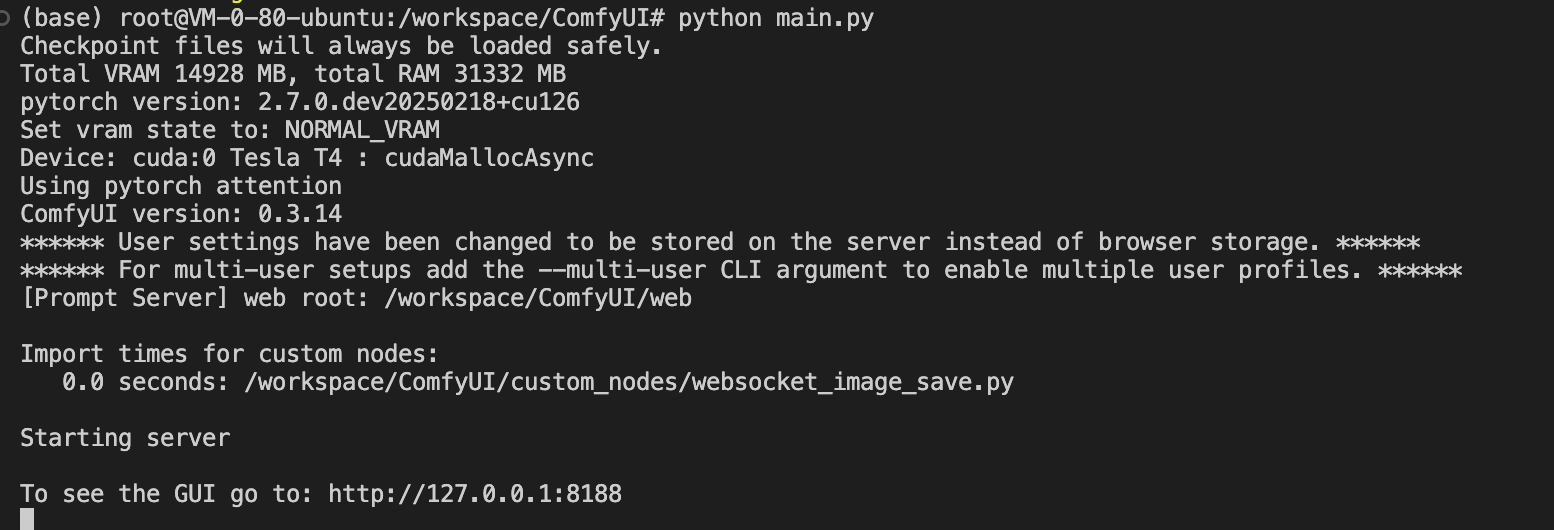 (base) root@VM-0-80-ubuntu:/workspace/ComfyUI# python main.py
Checkpoint files will always be loaded safely.
Total VRAM 14928 MB, total RAM 31332 MB
pytorch version: 2.7.0.dev20250218+cu126
Set vram state to: NORMAL_VRAM
Device: cuda:0 Tesla T4 : cudaMallocAsync
Using pytorch attention
ComfyUI version: 0.3.14
****** User settings have been changed to be stored on the server instead of browser storage. ******
****** For multi-user setups add the --multi-user CLI argument to enable multiple user profiles. ******
[Prompt Server] web root: /workspace/ComfyUI/web

Import times for custom nodes:
   0.0 seconds: /workspace/ComfyUI/custom_nodes/websocket_image_save.py

Starting server

To see the GUI go to: http://127.0.0.1:8188